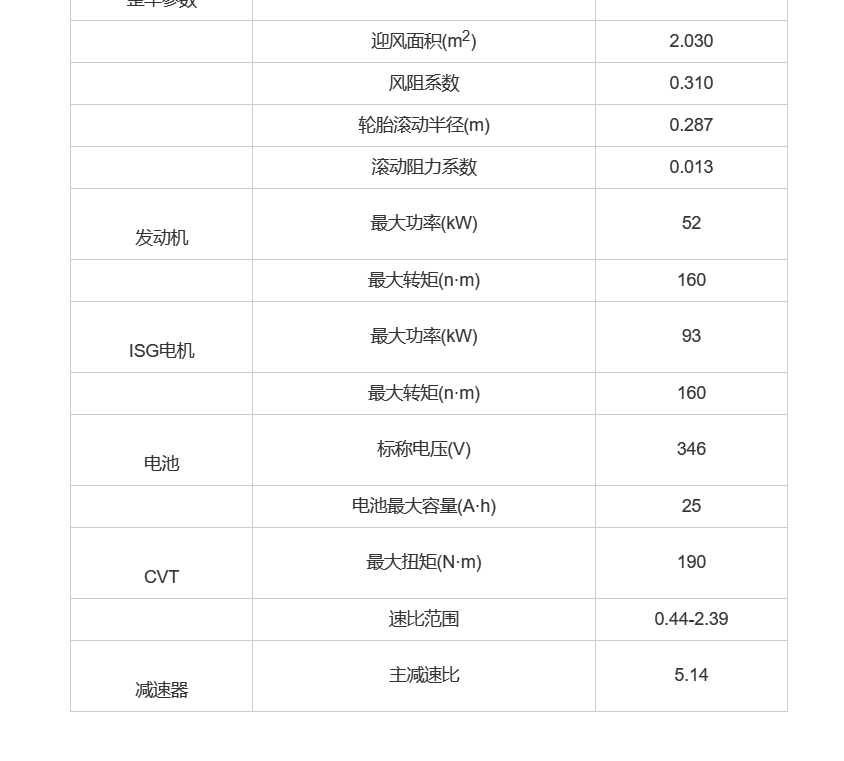 整车参数
迎风面积(m²) 2.030
风阻系数 0.310
轮胎滚动半径(m) 0.287
滚动阻力系数 0.013
发动机 最大功率(kW) 52
最大转矩(n·m) 160
ISG电机 最大功率(kW) 93
最大转矩(n·m) 160
电池 标称电压(V) 346
电池最大容量(A·h) 25
CVT 最大扭矩(N·m) 190
速比范围 0.44-2.39
减速器 主减速比 5.14